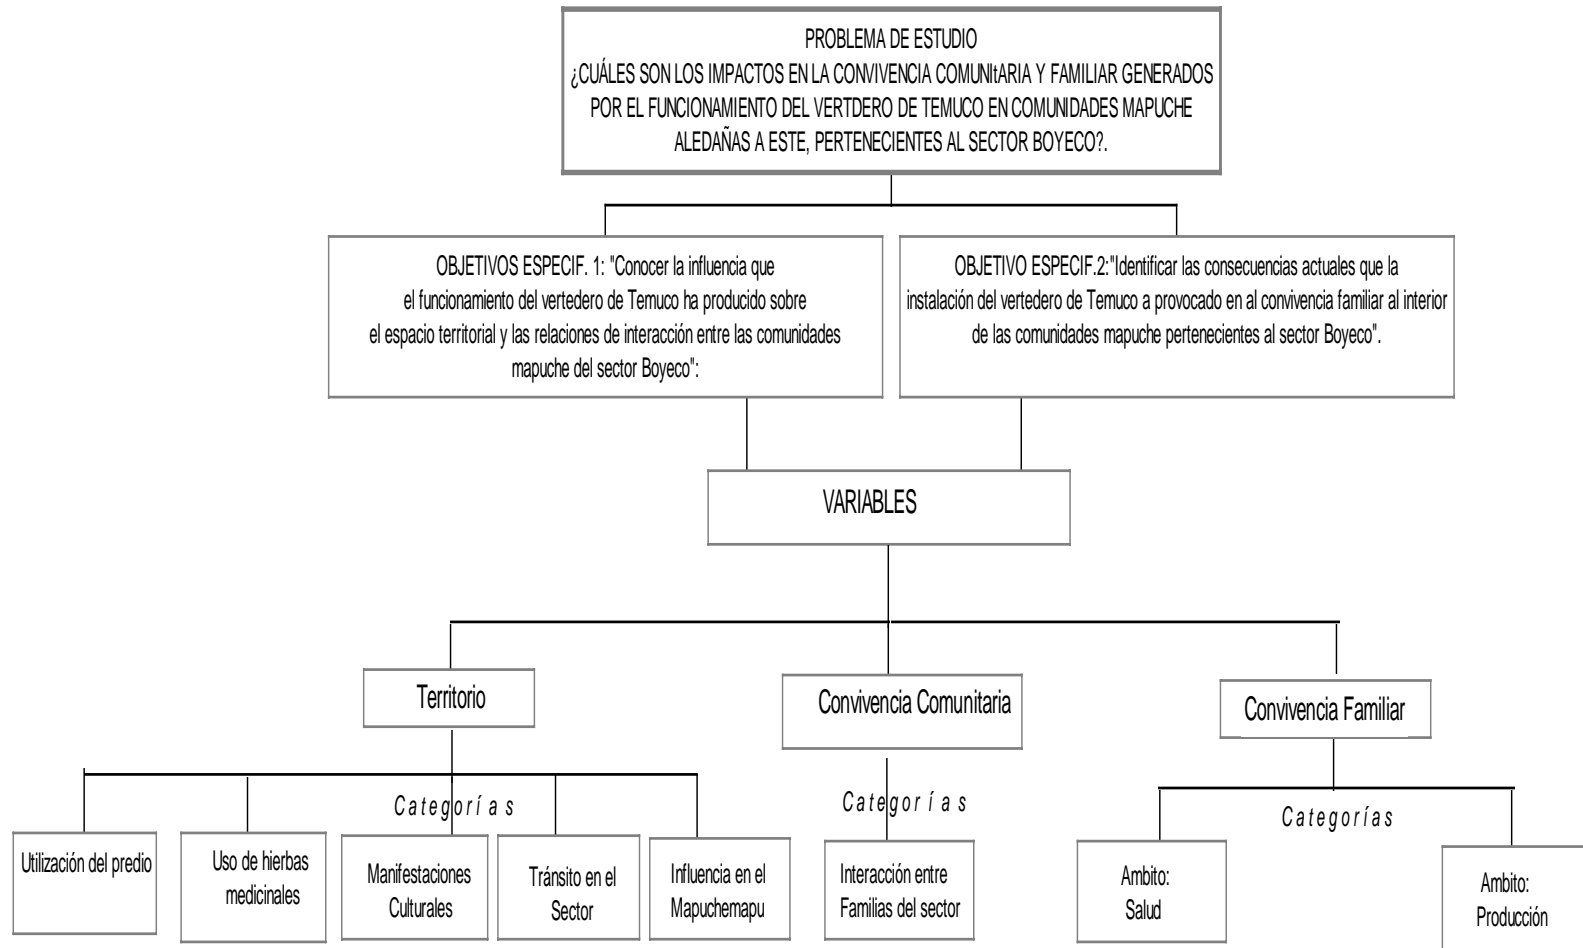 PROBLEMA DE ESTUDIO
¿CUÁLES SON LOS IMPACTOS EN LA CONVIVENCIA COMUNItARIA Y FAMILIAR GENERADOS
POR EL FUNCIONAMIENTO DEL VERTDERO DE TEMUCO EN COMUNIDADES MAPUCHE
ALEDAÑAS A ESTE, PERTENECIENTES AL SECTOR BOYECO?.
OBJETIVOS ESPECIF. 1: "Conocer la influencia que
el funcionamiento del vertedero de Temuco ha producido sobre
el espacio territorial y las relaciones de interacción entre las comunidades
mapuche del sector Boyeco":
OBJETIVO ESPECIF.2:"Identificar las consecuencias actuales que la
instalación del vertedero de Temuco a provocado en al convivencia familiar al interior
de las comunidades mapuche pertenecientes al sector Boyeco".
VARIABLES
Territorio
Convivencia Comunitaria
Convivencia Familiar
Categorías
Categorías
Categorías
Utilización del predio
Uso de hierbas
medicinales
Manifestaciones
Culturales
Tránsito en el
Sector
Influencia en el
Mapuchemapu
Interacción entre
Familias del sector
Ambito:
Salud
Ambito:
Producción